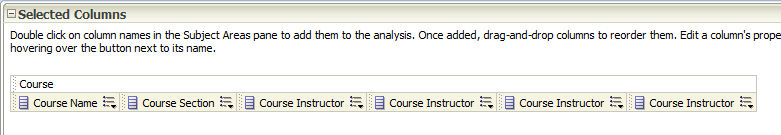 Selected Columns
Double click on column names in the Subject Areas pane to add them to the analysis. Once added, drag-and-drop columns to reorder them. Edit a column's
hovering over the button next to its name.
Course
Course Name Course Section Course Instructor Course Instructor Course Instructor Course Instructor